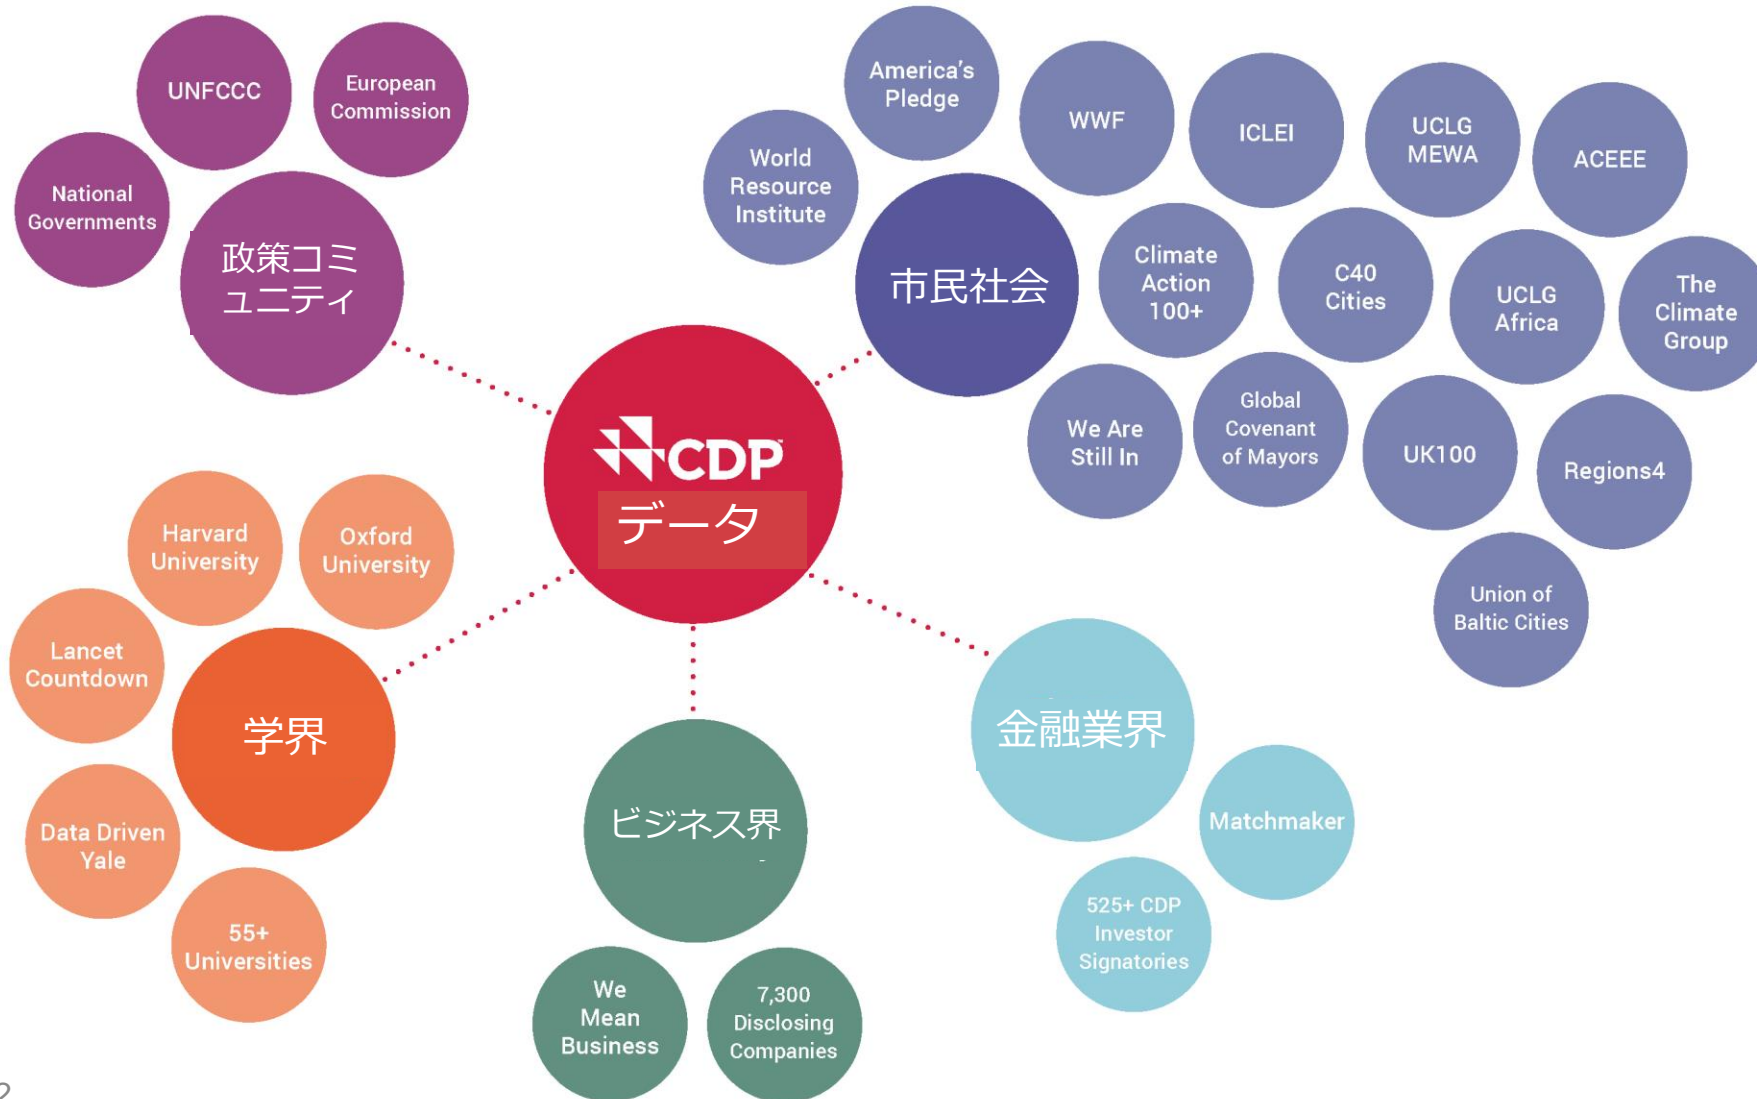 UNFCCC
European
Commission
National
Governments
政策コミ
ュニティ
America's
Pledge
World
Resource
Institute
WWF
ICLEI
UCLG
MEWA
ACEEE
市民社会
Climate
Action
100+
C40
Cities
UCLG
Africa
The
Climate
Group
We Are
Still In
Global
Covenant
of Mayors
UK100
Regions4
Union of
Baltic Cities
CDP
データ
Harvard
University
Oxford
University
Lancet
Countdown
学界
Data Driven
Yale
55+
Universities
ビジネス界
We
Mean
Business
7,300
Disclosing
Companies
金融業界
Matchmaker
525+ CDP
Investor
Signatories
2